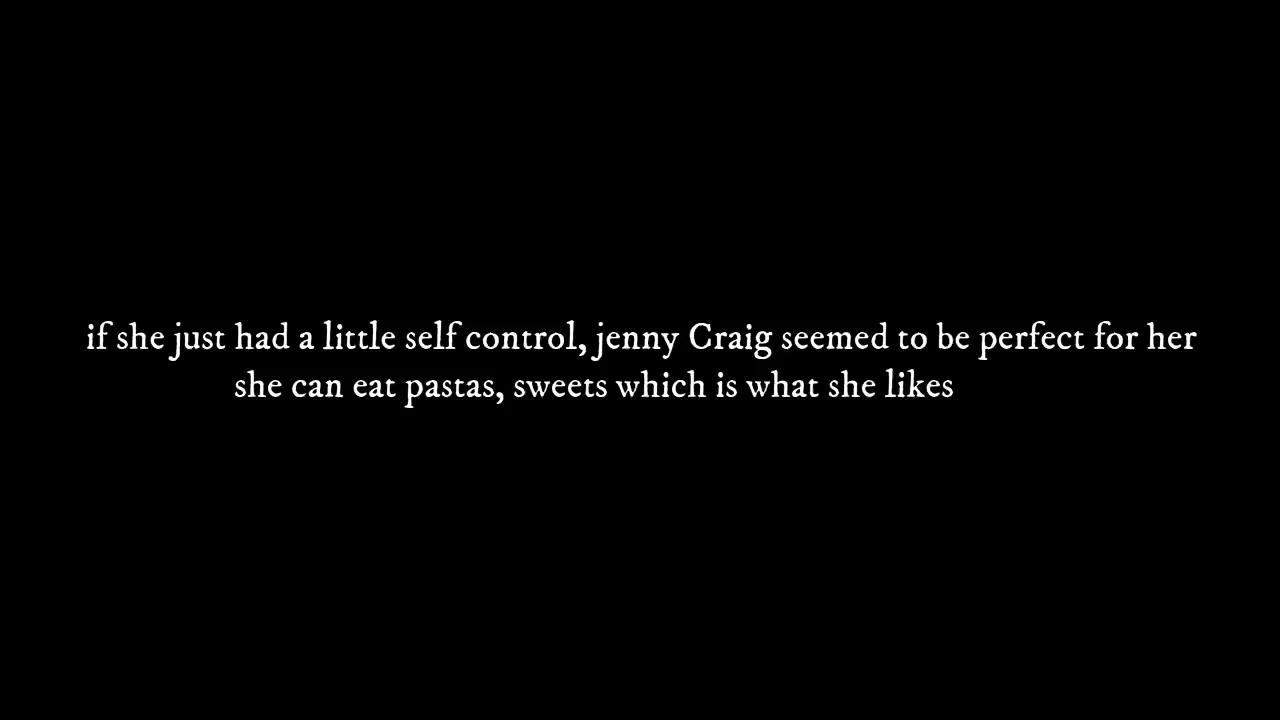 if she just had a little self control, jenny Craig seemed to be perfect for her
she can eat pastas, sweets which is what she likes